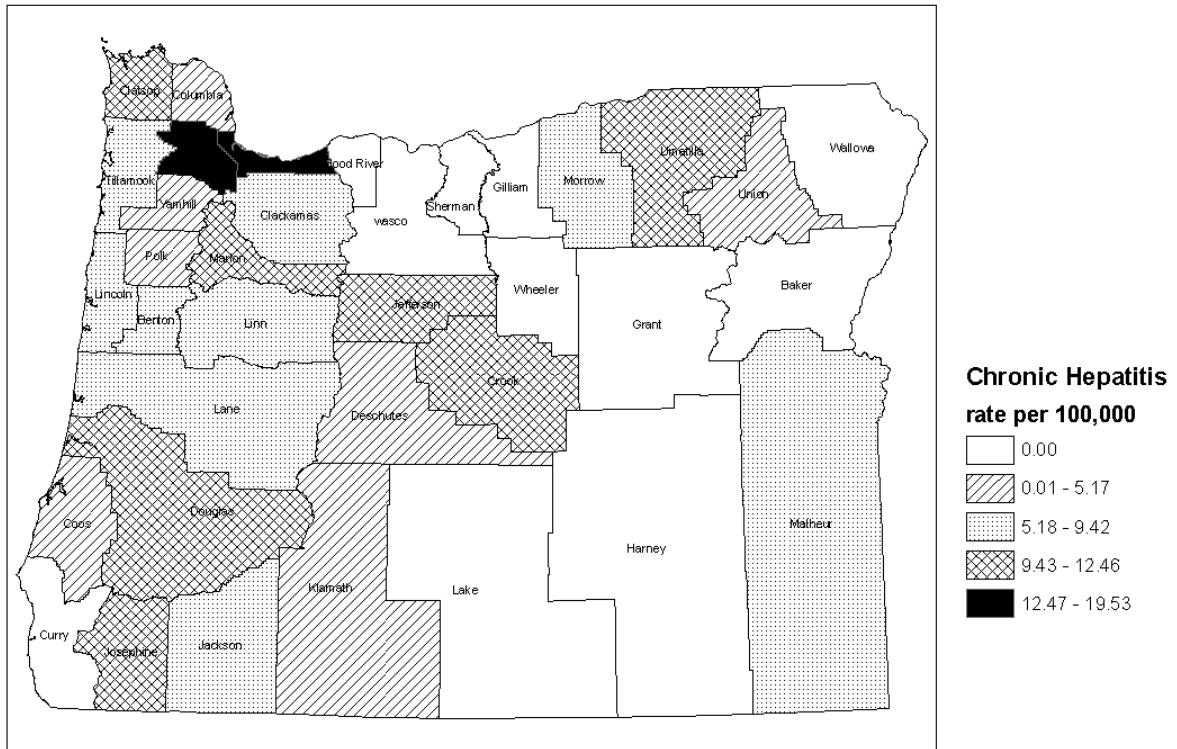 Clatsop
Columbia
Tillamook
Hood River
Yamhill
Clackamas
wasco
Sherman
Gilliam
Morrow
Umatilla
Union
Wallowa
Polk
Marion
Lincoln
Benton
Linn
Jefferson
Wheeler
Grant
Baker
Crook
Lane
Deschutes
Coos
Douglas
Klamath
Lake
Harney
Malheur
Curry
Josephine
Jackson
Chronic Hepatitis
rate per 100,000
0.00
0.01 - 5.17
5.18 - 9.42
9.43 - 12.46
12.47 - 19.53